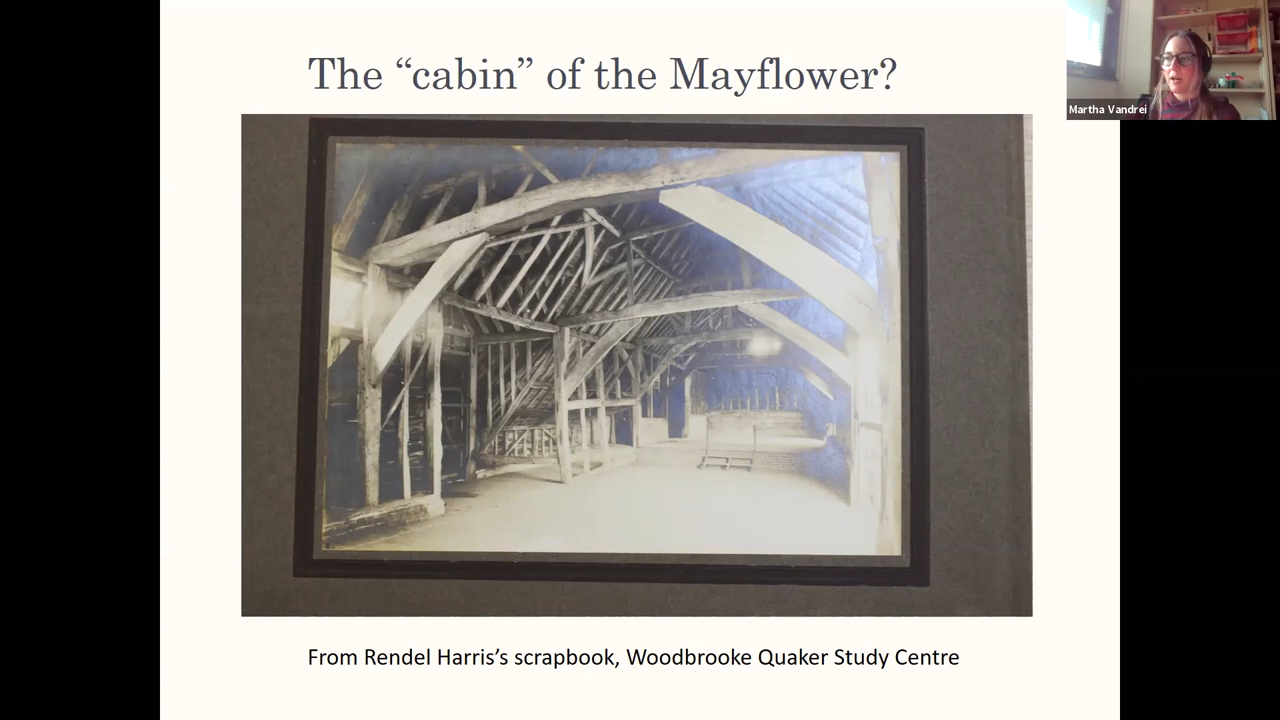 The “cabin” of the Mayflower?
Martha Vandrei
From Rendel Harris’s scrapbook, Woodbrooke Quaker Study Centre